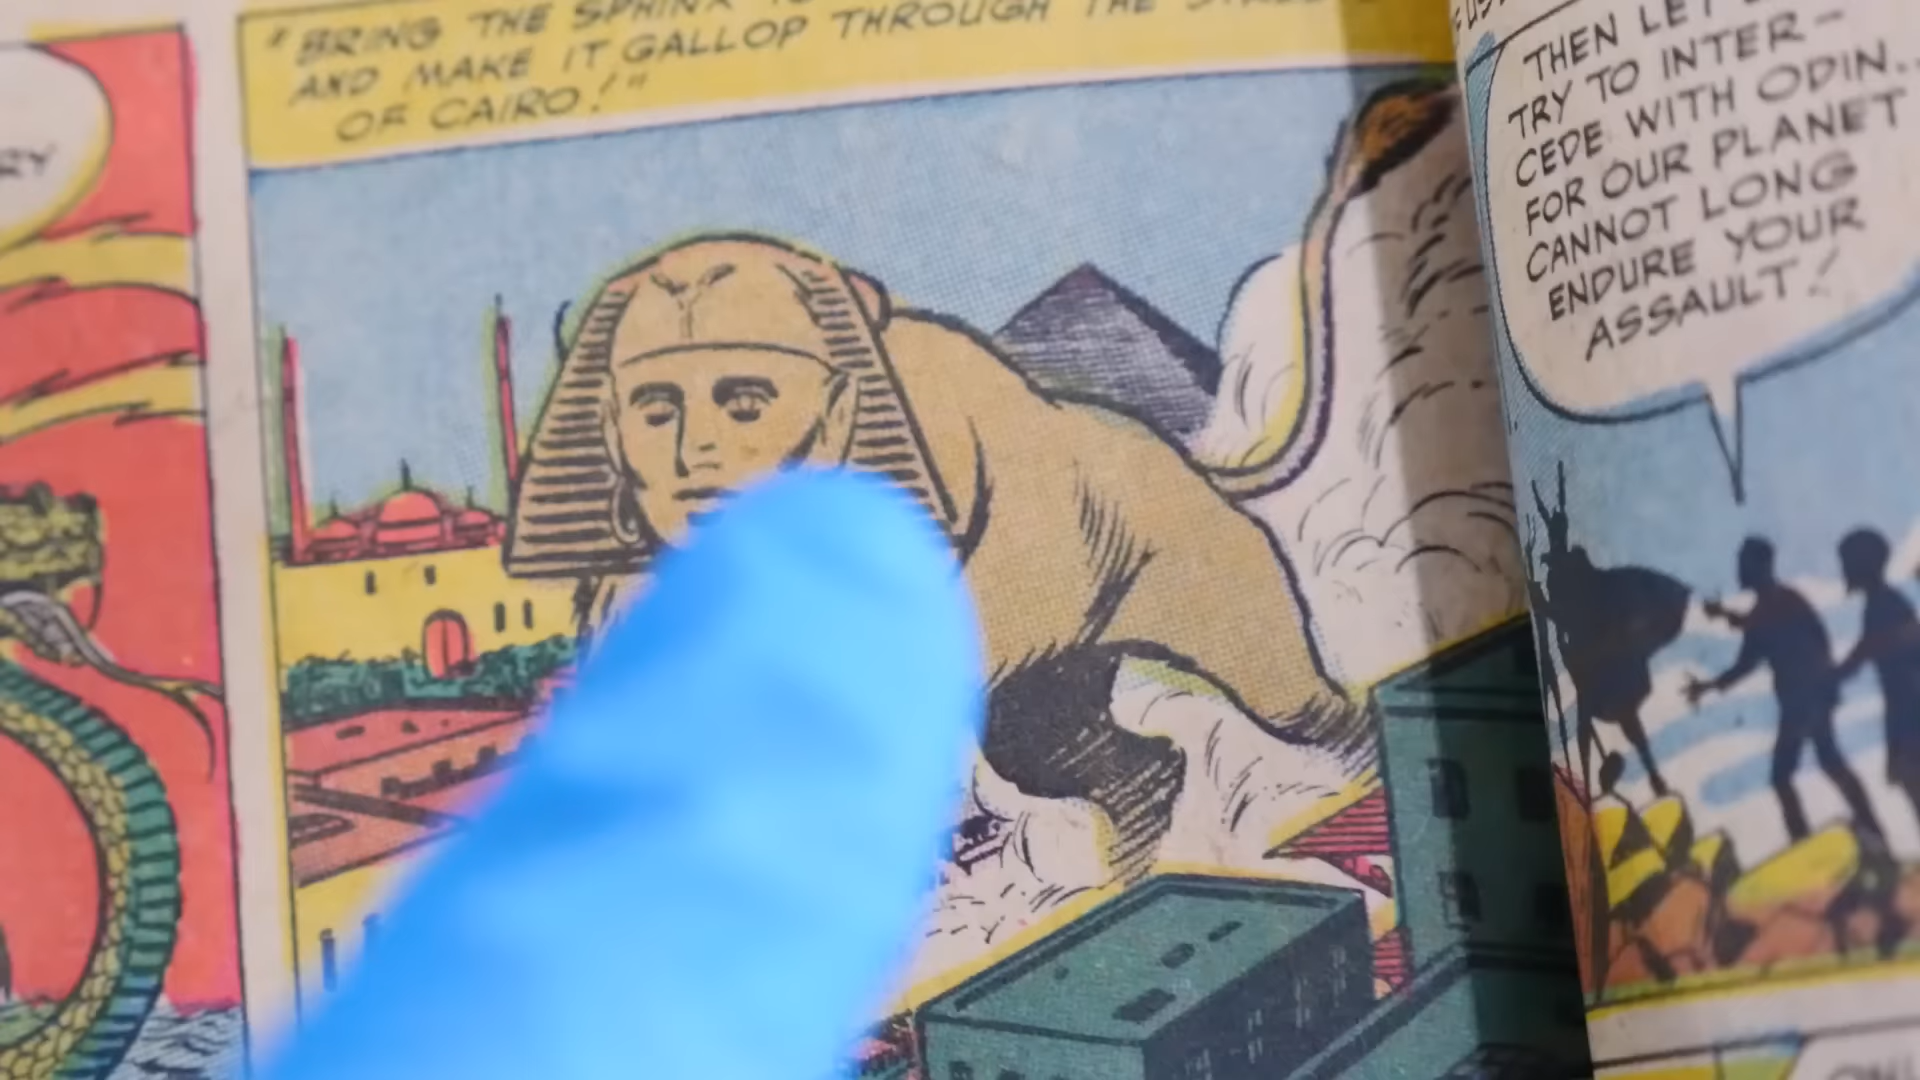 RY
"BRING THE SPHINX
AND MAKE IT GALLOP THROUGH THE
OF CAIRO!"
THEN LET
TRY TO INTER-
CEDE WITH ODIN..
FOR OUR PLANET
CANNOT LONG
ENDURE YOUR
ASSAULT!